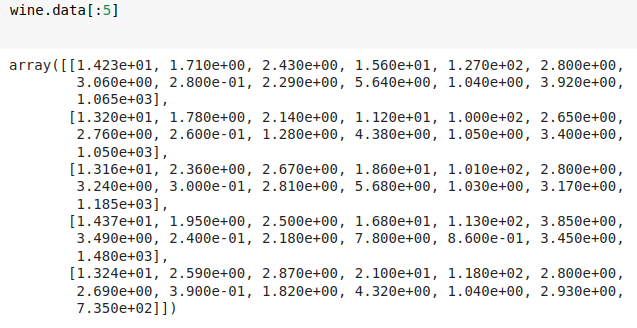 wine.data[:5]
array([[1.423e+01, 1.710e+00, 2.430e+00, 1.560e+01, 1.270e+02, 2.800e+00,
3.060e+00, 2.800e-01, 2.290e+00, 5.640e+00, 1.040e+00, 3.920e+00,
1.065e+03],
[1.320e+01, 1.780e+00, 2.140e+00, 1.120e+01, 1.000e+02, 2.650e+00,
2.760e+00, 2.600e-01, 1.280e+00, 4.380e+00, 1.050e+00, 3.400e+00,
1.050e+03],
[1.316e+01, 2.360e+00, 2.670e+00, 1.860e+01, 1.010e+02, 2.800e+00,
3.240e+00, 3.000e-01, 2.810e+00, 5.680e+00, 1.030e+00, 3.170e+00,
1.185e+03],
[1.437e+01, 1.950e+00, 2.500e+00, 1.680e+01, 1.130e+02, 3.850e+00,
3.490e+00, 2.400e-01, 2.180e+00, 7.800e+00, 8.600e-01, 3.450e+00,
1.480e+03],
[1.324e+01, 2.590e+00, 2.870e+00, 2.100e+01, 1.180e+02, 2.800e+00,
2.690e+00, 3.900e-01, 1.820e+00, 4.320e+00, 1.040e+00, 2.930e+00,
7.350e+02]])